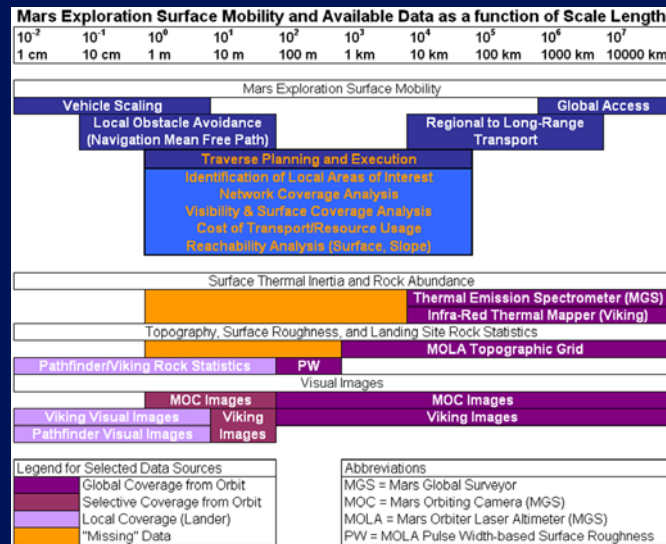 Mars Exploration Surface Mobility and Available Data as a function of Scale Length
10-2 10-1 100 101 102 103 104 105 106 107
1 cm 10 cm 1 m 10 m 100 m 1 km 10 km 100 km 1000 km 10000 km
Mars Exploration Surface Mobility
Vehicle Scaling Global Access
Local Obstacle Avoidance Regional to Long-Range
(Navigation Mean Free Path) Transport
Traverse Planning and Execution
Identification of Local Areas of Interest
Network Coverage Analysis
Visibility & Surface Coverage Analysis
Cost of Transport/Resource Usage
Reachability Analysis (Surface, Slope)
Surface Thermal Inertia and Rock Abundance
Thermal Emission Spectrometer (MGS)
Infra-Red Thermal Mapper (Viking)
Topography, Surface Roughness, and Landing Site Rock Statistics
MOLA Topographic Grid
Pathfinder/Viking Rock Statistics PW
Visual Images
MOC Images MOC Images
Viking Visual Images Viking Viking Images
Pathfinder Visual Images Images
Legend for Selected Data Sources Abbreviations
Global Coverage from Orbit MGS = Mars Global Surveyor
Selective Coverage from Orbit MOC = Mars Orbiting Camera (MGS)
Local Coverage (Lander) MOLA = Mars Orbiter Laser Altimeter (MGS)
"Missing" Data PW = MOLA Pulse Width-based Surface Roughness